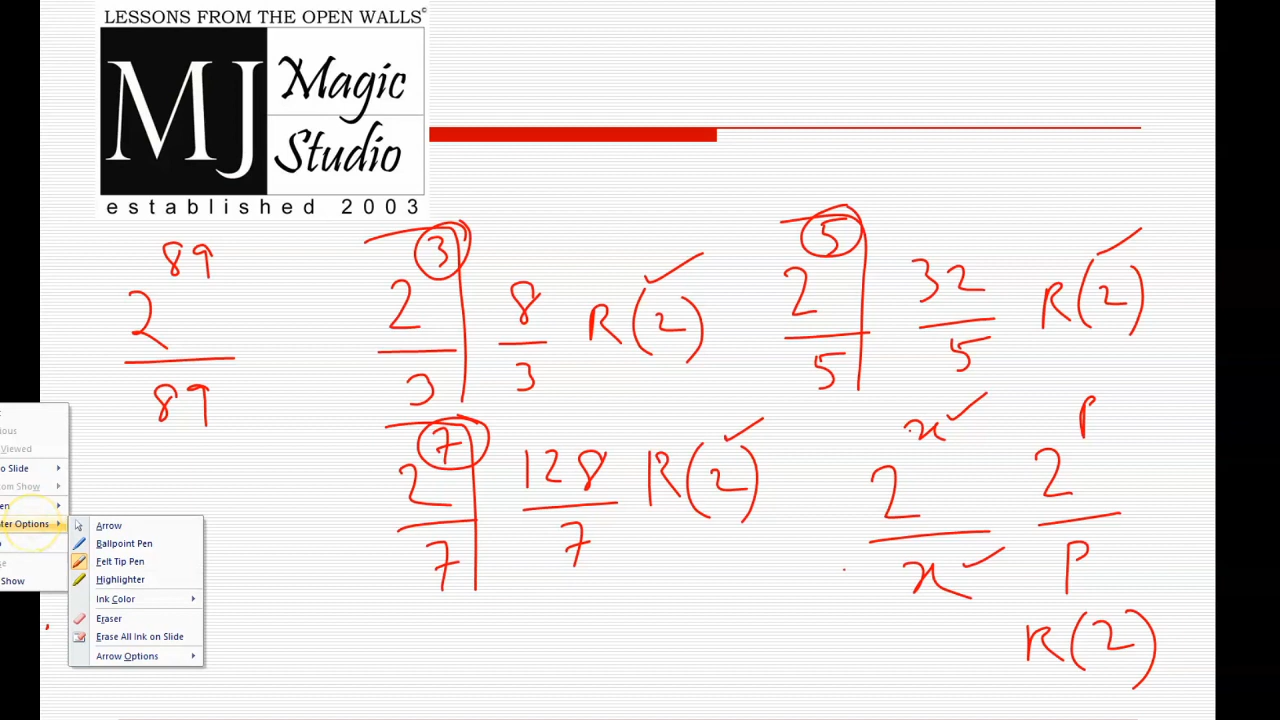 LESSONS FROM THE OPEN WALLS©
MJ Magic Studio
established 2003
2^89 / 89
2^3 / 3  8 / 3  R(2) ✓
2^5 / 5  32 / 5  R(2) ✓
2^7 / 7  128 / 7  R(2) ✓
2^x ✓ / x ✓
2^P / P
R(2)
to Slide
ter Options
Show
Arrow
Ballpoint Pen
Felt Tip Pen
Highlighter
Ink Color
Eraser
Erase All Ink on Slide
Arrow Options